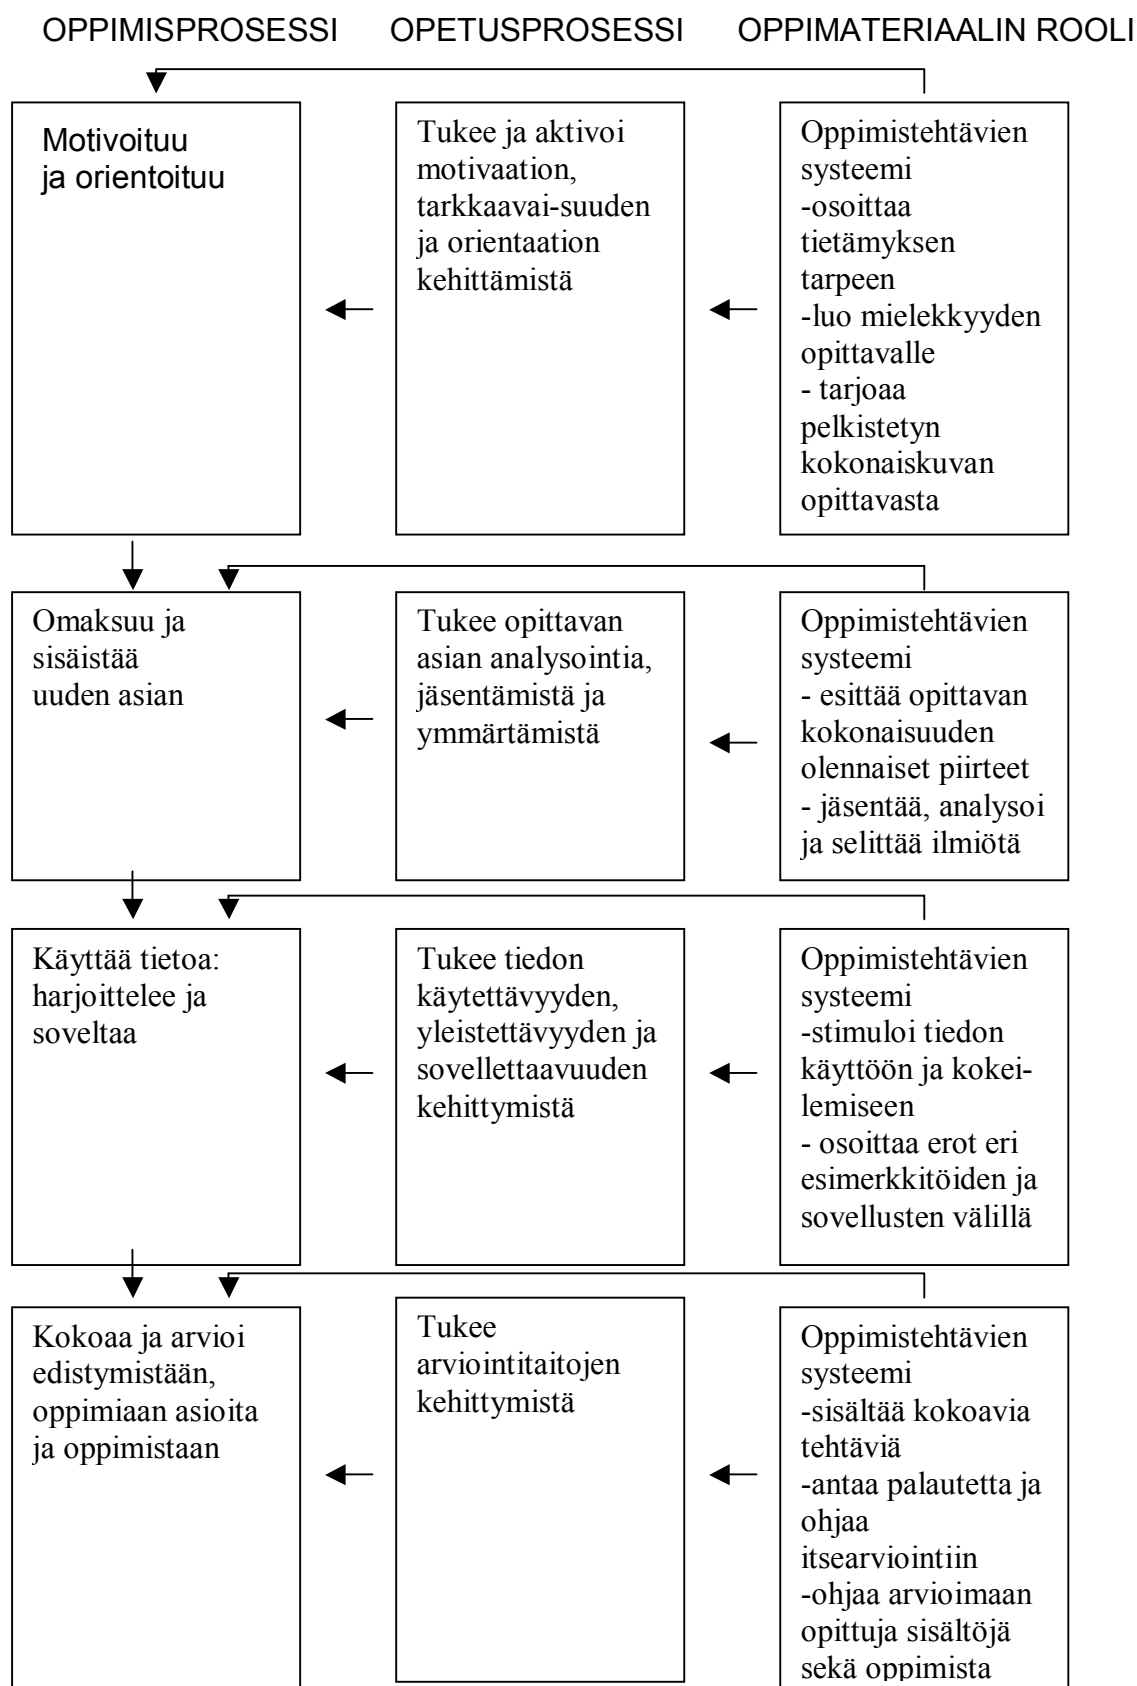 OPPIMISPROSESSI OPETUSPROSESSI OPPIMATERIAALIN ROOLI
Motivoituu
ja orientoituu
Tukee ja aktivoi
motivaation,
tarkkaavai-suuden
ja orientaation
kehittämistä
Oppimistehtävien
systeemi
-osoittaa
tietämyksen
tarpeen
-luo mielekkyyden
opittavalle
- tarjoaa
pelkistetyn
kokonaiskuvan
opittavasta
Omaksuu ja
sisäistää
uuden asian
Tukee opittavan
asian analysointia,
jäsentämistä ja
ymmärtämistä
Oppimistehtävien
systeemi
- esittää opittavan
kokonaisuuden
olennaiset piirteet
- jäsentää, analysoi
ja selittää ilmiötä
Käyttää tietoa:
harjoittelee ja
soveltaa
Tukee tiedon
käytettävyyden,
yleistettävyyden ja
sovellettaavuuden
kehittymistä
Oppimistehtävien
systeemi
-stimuloi tiedon
käyttöön ja kokei-
lemiseen
- osoittaa erot eri
esimerkkitöiden ja
sovellusten välillä
Kokoaa ja arvioi
edistymistään,
oppimiaan asioita
ja oppimistaan
Tukee
arviointitaitojen
kehittymistä
Oppimistehtävien
systeemi
-sisältää kokoavia
tehtäviä
-antaa palautetta ja
ohjaa
itsearviointiin
-ohjaa arvioimaan
opittuja sisältöjä
sekä oppimista